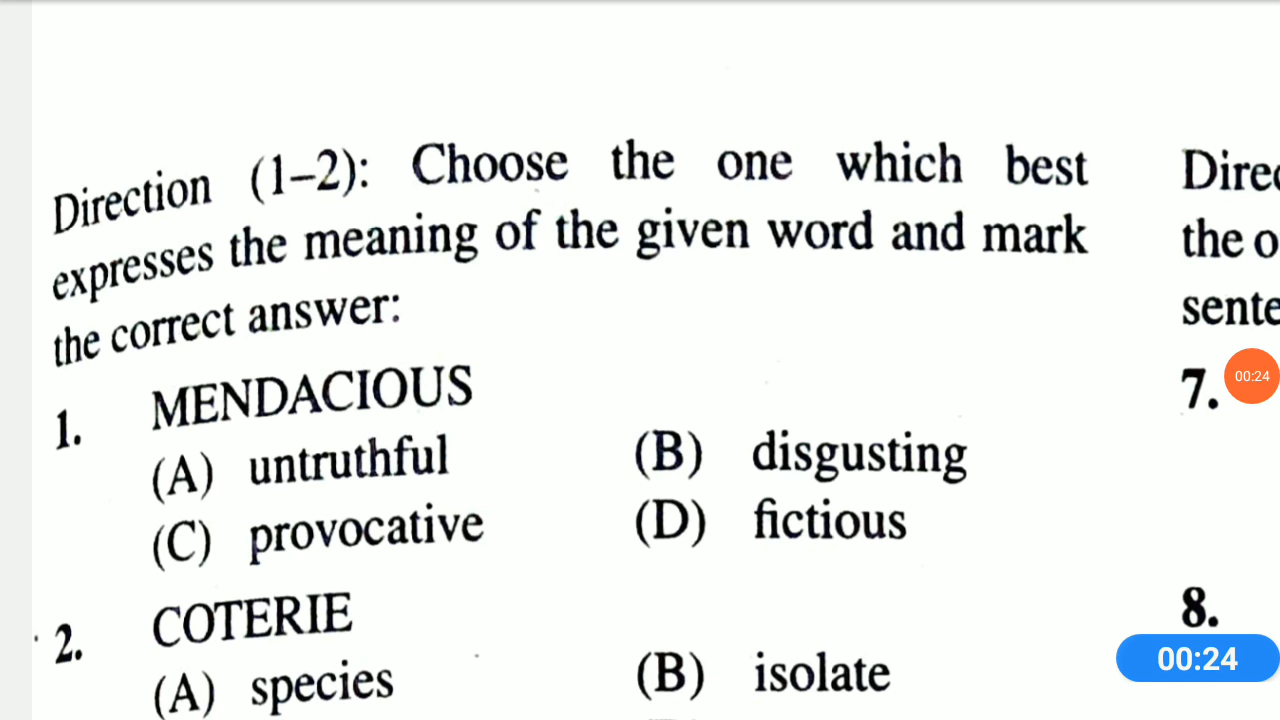 Direction (1–2): Choose the one which best
expresses the meaning of the given word and mark
the correct answer:
1. MENDACIOUS
(A) untruthful (B) disgusting
(C) provocative (D) fictious
2. COTERIE
(A) species (B) isolate
Direc
the o
sente
7.
00:24
8.
00:24